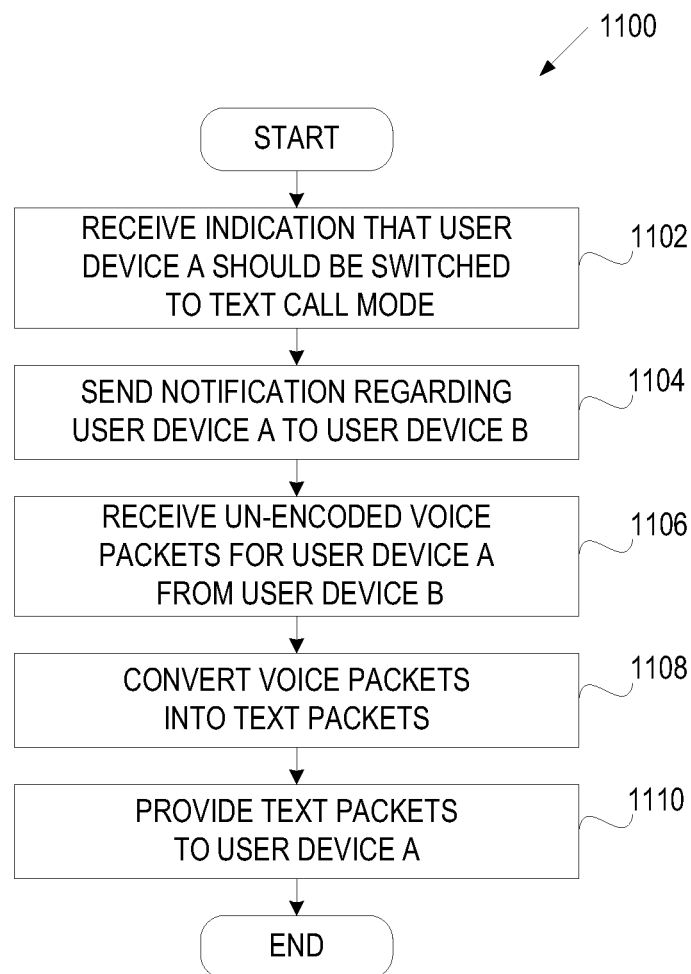 1100
START
RECEIVE INDICATION THAT USER
DEVICE A SHOULD BE SWITCHED
TO TEXT CALL MODE
1102
SEND NOTIFICATION REGARDING
USER DEVICE A TO USER DEVICE B
1104
RECEIVE UN-ENCODED VOICE
PACKETS FOR USER DEVICE A
FROM USER DEVICE B
1106
CONVERT VOICE PACKETS
INTO TEXT PACKETS
1108
PROVIDE TEXT PACKETS
TO USER DEVICE A
1110
END